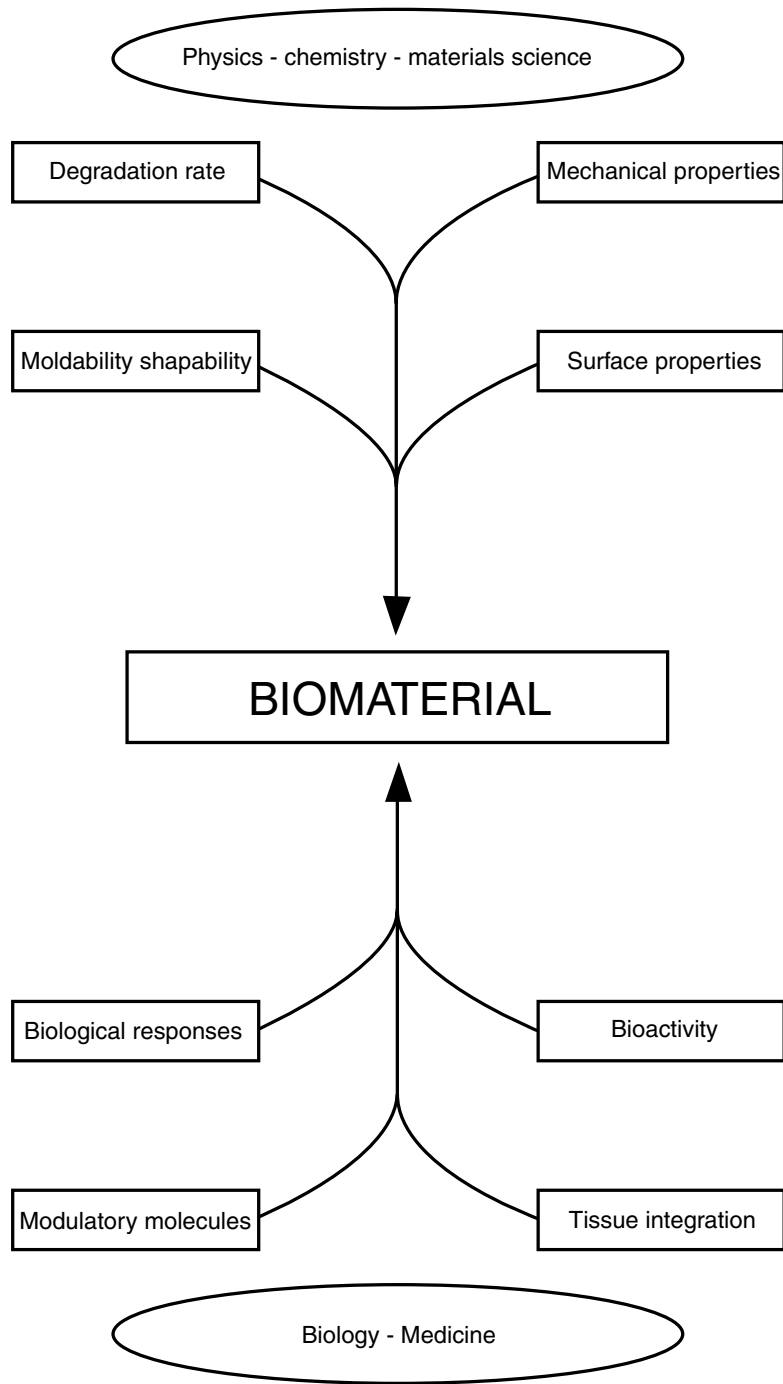 Physics - chemistry - materials science
Degradation rate
Mechanical properties
Moldability shapability
Surface properties
BIOMATERIAL
Biological responses
Bioactivity
Modulatory molecules
Tissue integration
Biology - Medicine